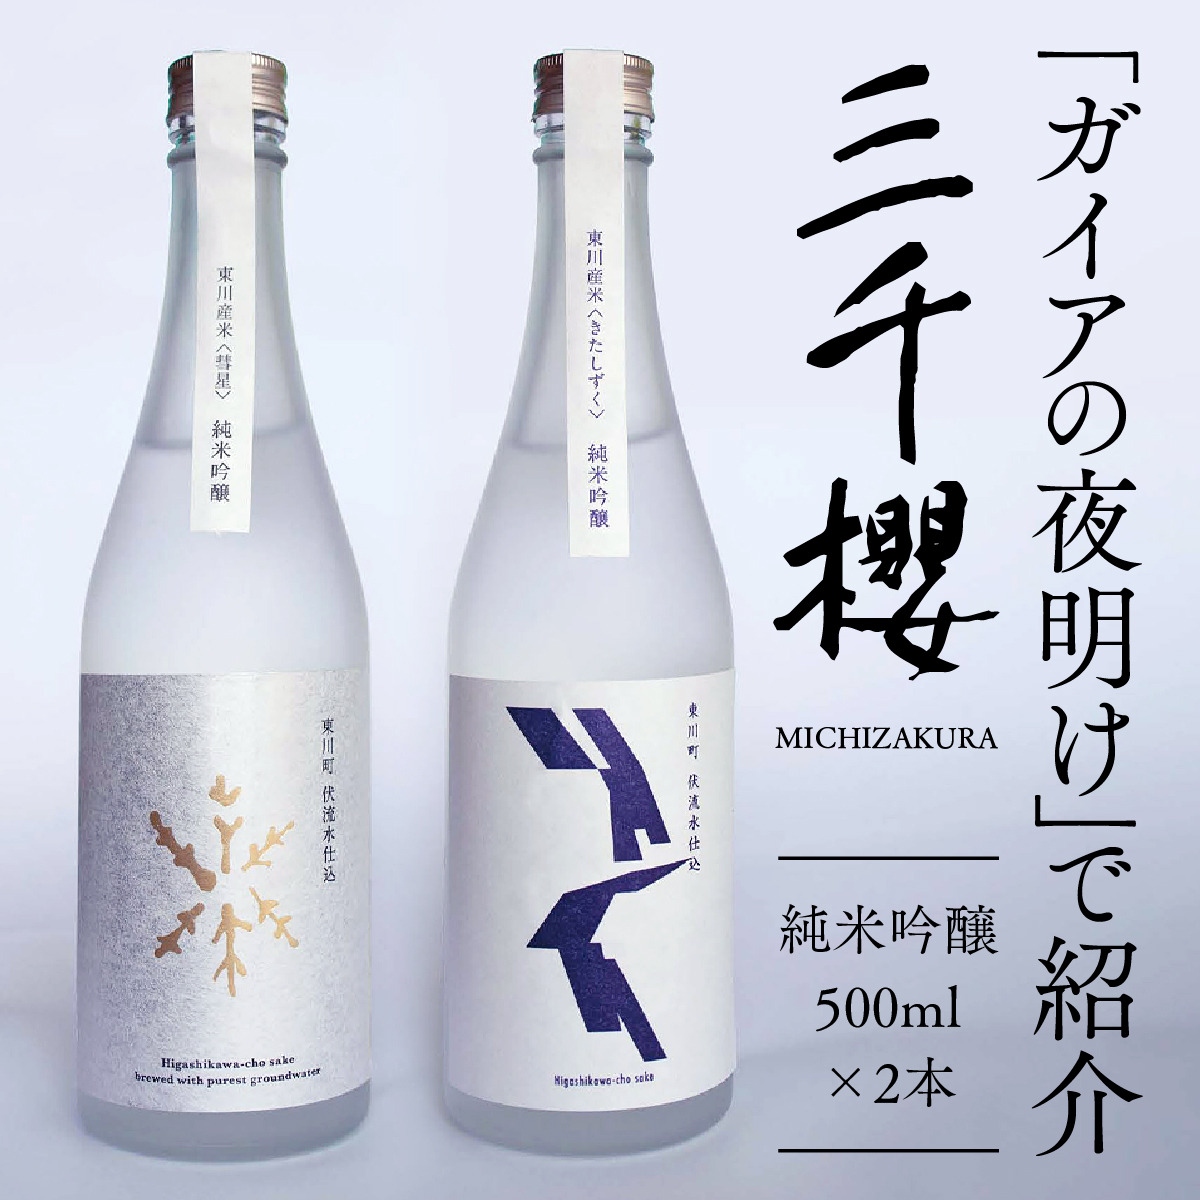 「ガイアの夜明け」で紹介
三千櫻
MICHIZAKURA
純米吟醸
500ml
×2本
東川産米〈彗星〉 純米吟醸
東川町 伏流水仕込
Higashikawa-cho sake
brewed with purest groundwater
東川産米〈きたしずく〉 純米吟醸
東川町 伏流水仕込
Higashikawa-cho sake